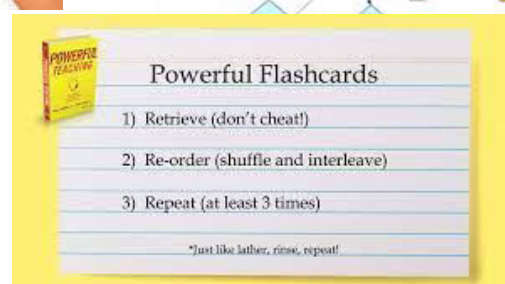 POWERFUL
TEACHING
Powerful Flashcards
1) Retrieve (don't cheat!)
2) Re-order (shuffle and interleave)
3) Repeat (at least 3 times)
*Just like lather, rinse, repeat!